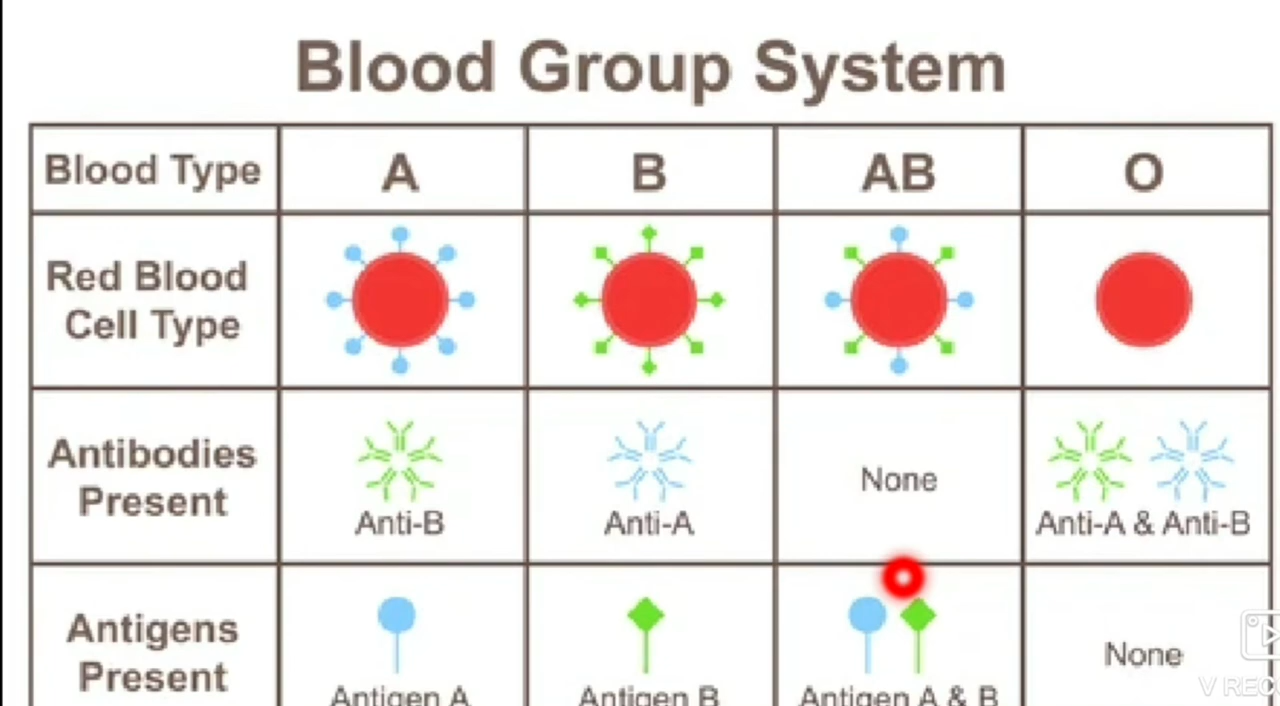 Blood Group System
Blood Type A B AB O
Red Blood
Cell Type
Antibodies
Present
Anti-B Anti-A None Anti-A & Anti-B
Antigens
Present
Antigen A Antigen B Antigen A & B None
V REC